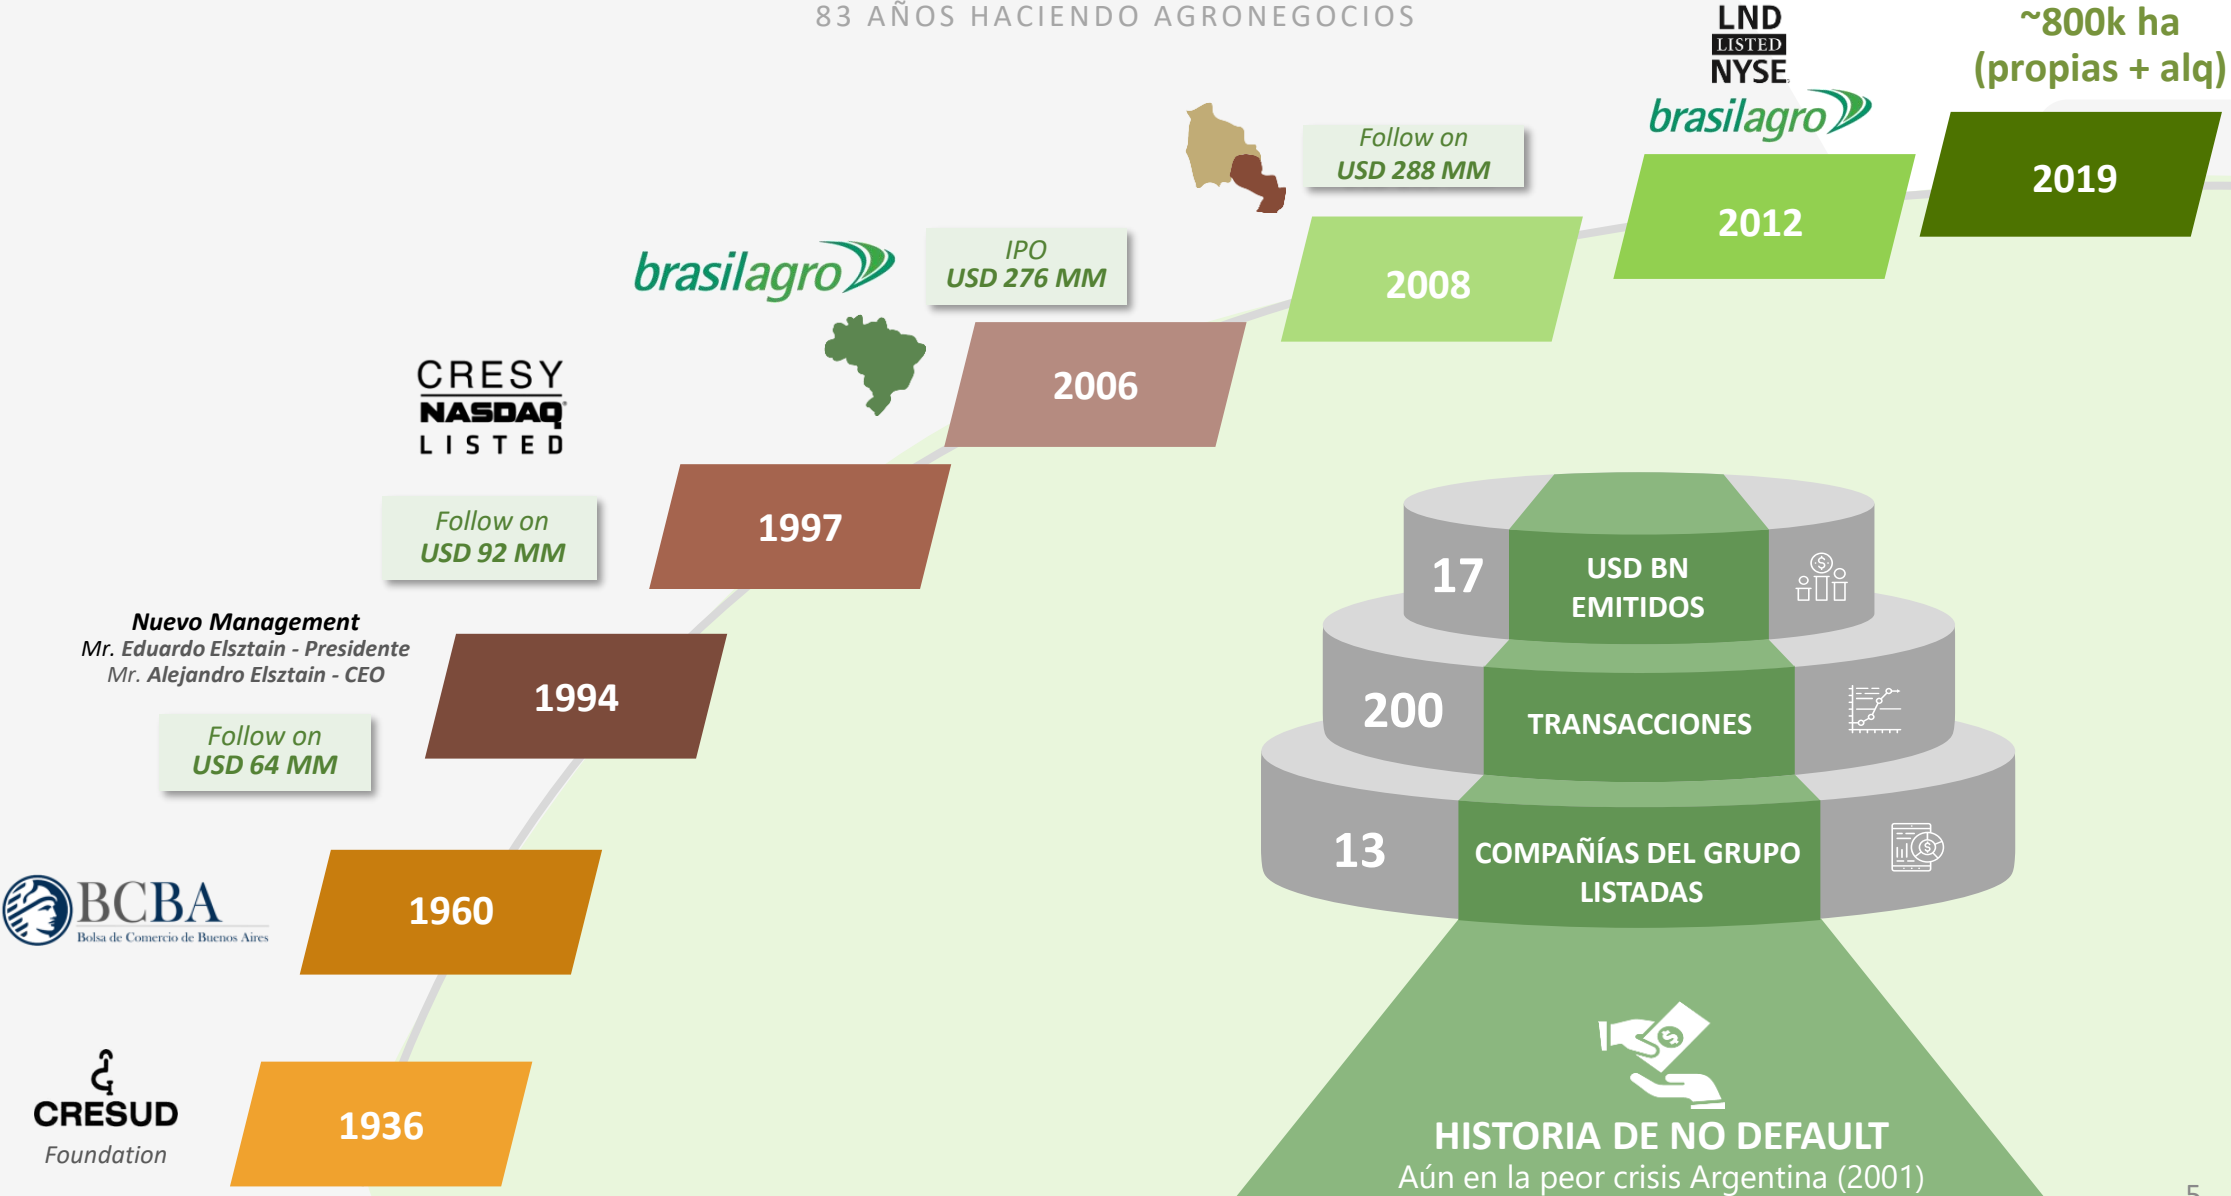 83 AÑOS HACIENDO AGRONEGOCIOS
LND
LISTED
NYSE
brasilagro
~800k ha
(propias + alq)
2019
2012
Follow on
USD 288 MM
2008
brasilagro
IPO
USD 276 MM
2006
CRESY
NASDAQ
LISTED
Follow on
USD 92 MM
1997
Nuevo Management
Mr. Eduardo Elsztain - Presidente
Mr. Alejandro Elsztain - CEO
1994
Follow on
USD 64 MM
BCBA
Bolsa de Comercio de Buenos Aires
1960
CRESUD
Foundation
1936
17
USD BN
EMITIDOS
200
TRANSACCIONES
13
COMPAÑÍAS DEL GRUPO
LISTADAS
HISTORIA DE NO DEFAULT
Aún en la peor crisis Argentina (2001)
5